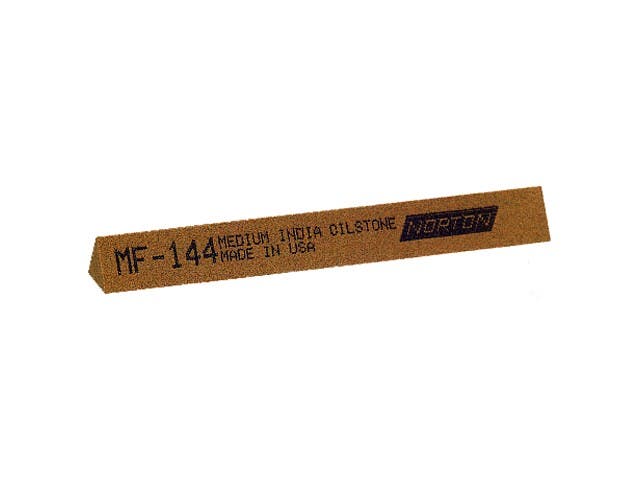 MF-144
MEDIUM INDIA OILSTONE
MADE IN USA
NORTON